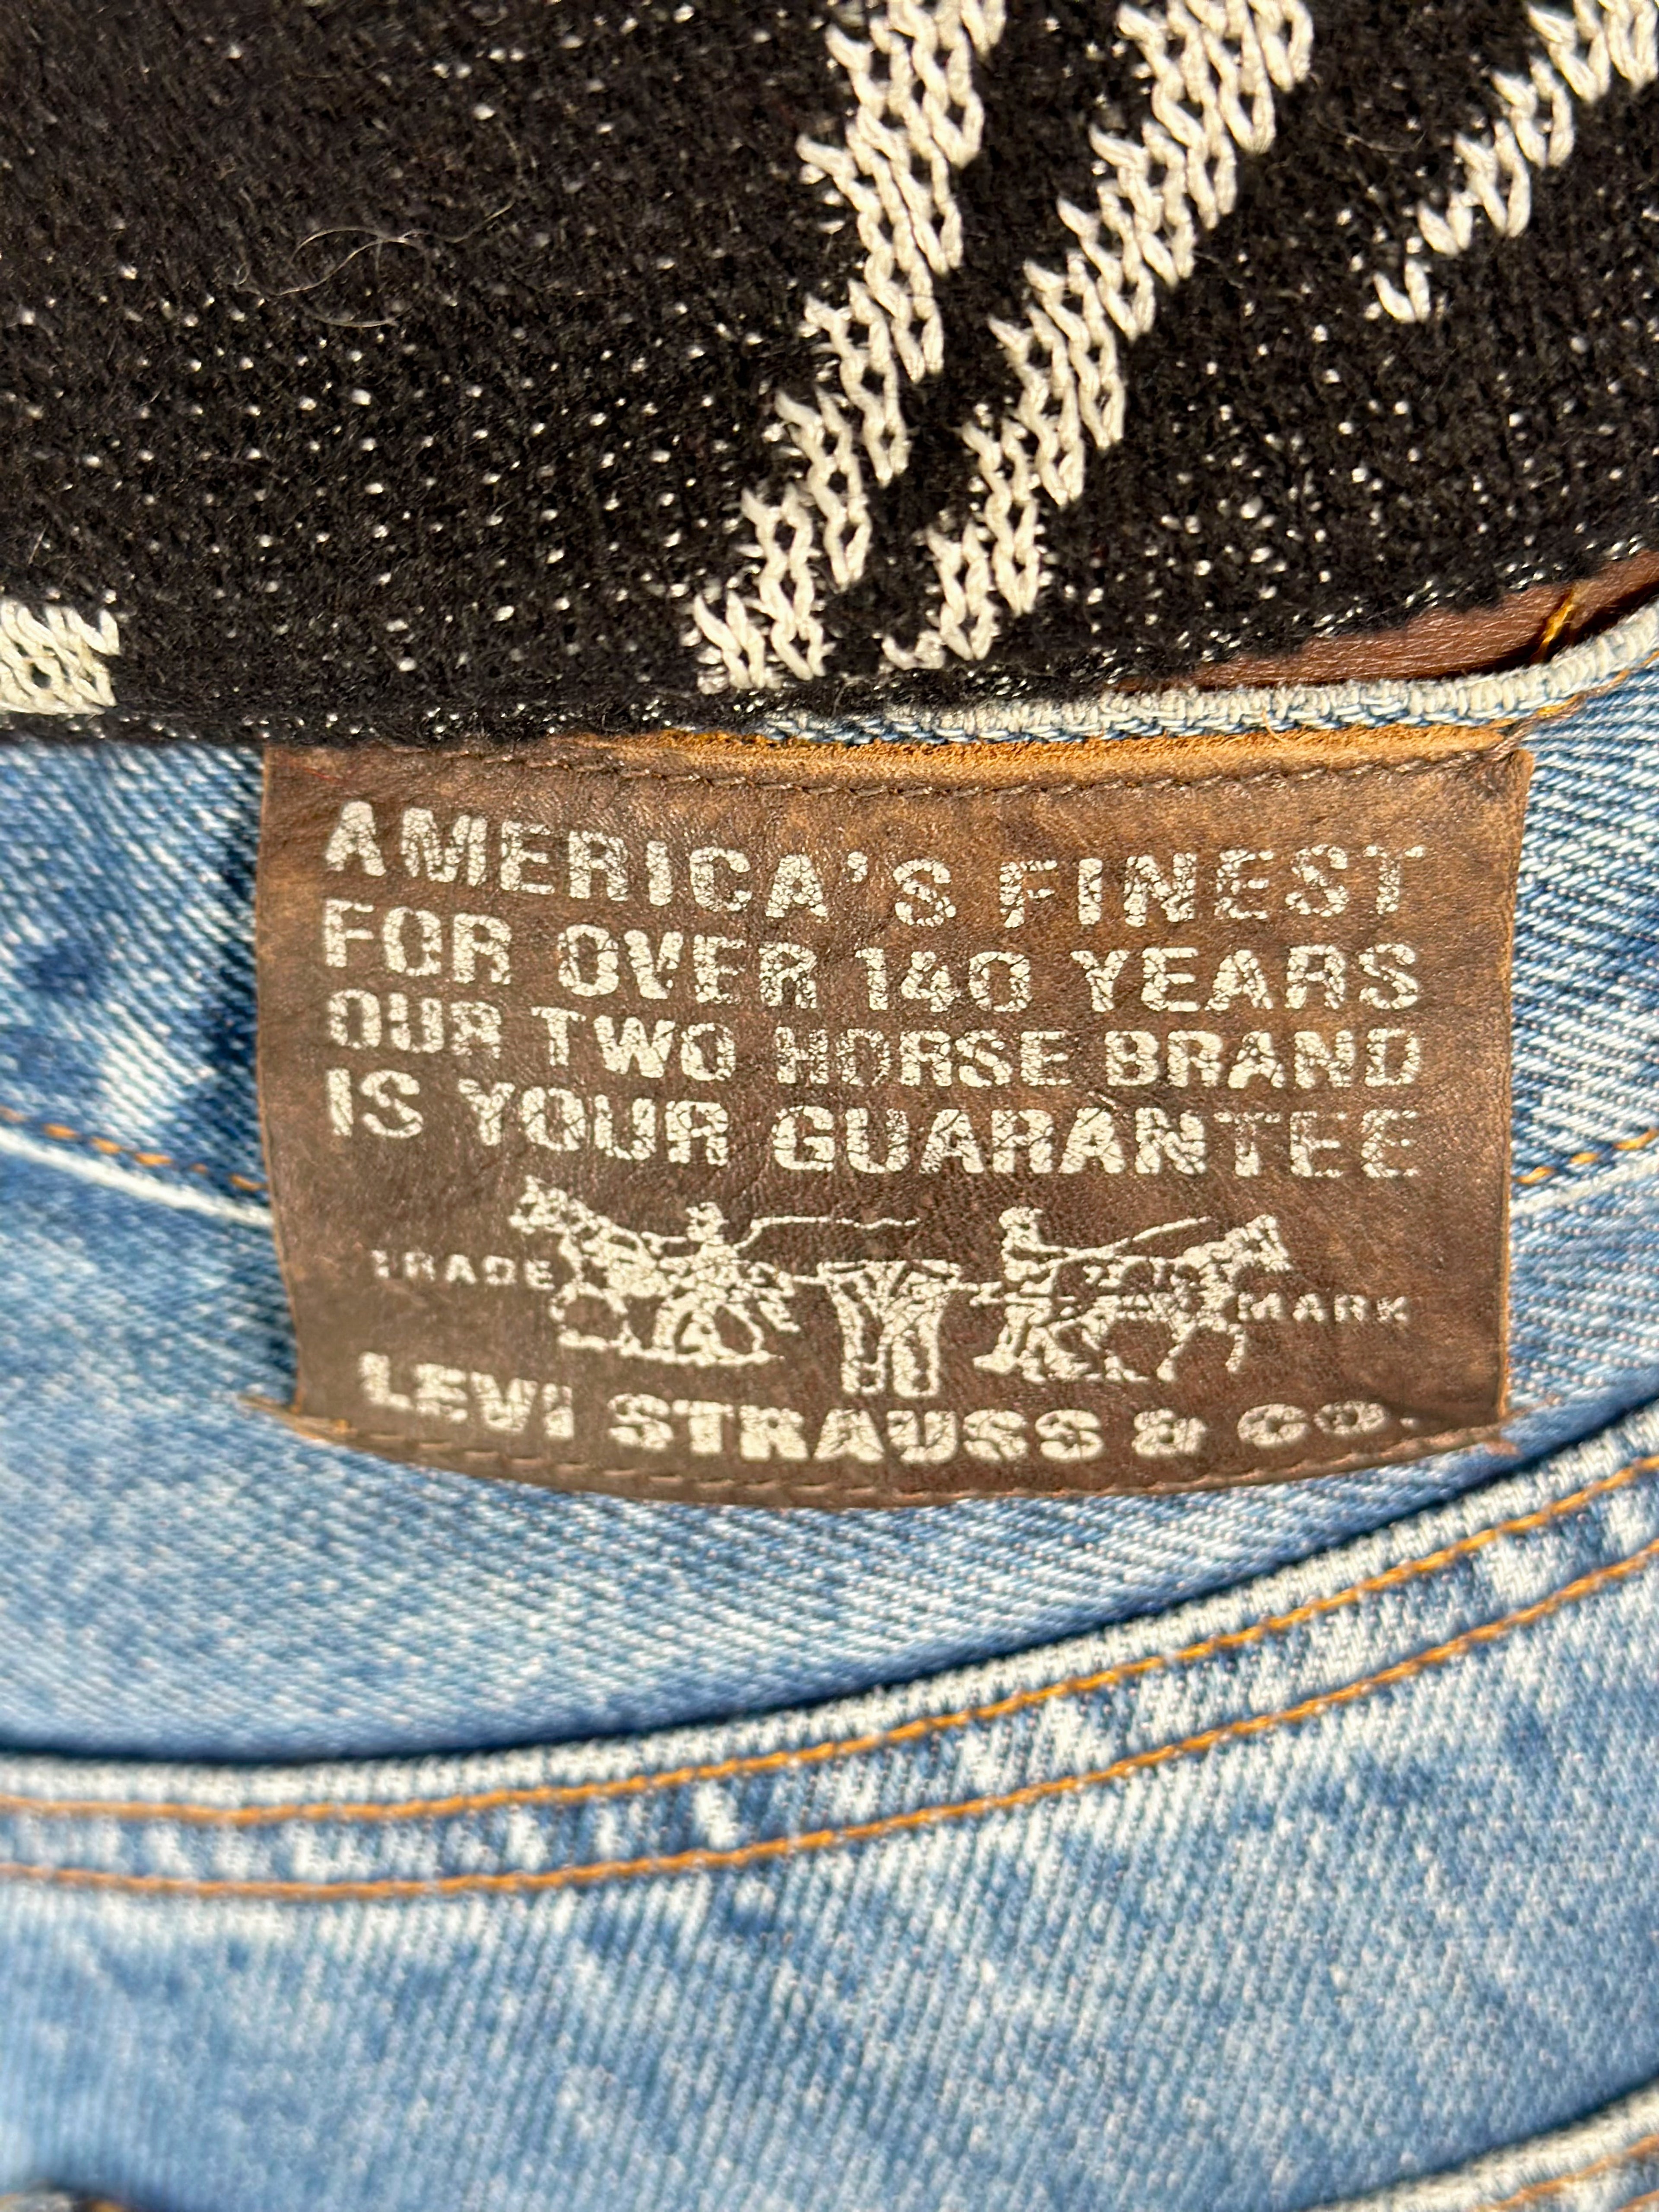 AMERICA'S FINEST
FOR OVER 140 YEARS
OUR TWO HORSE BRAND
IS YOUR GUARANTEE
TRADE MARK
LEVI STRAUSS & CO.